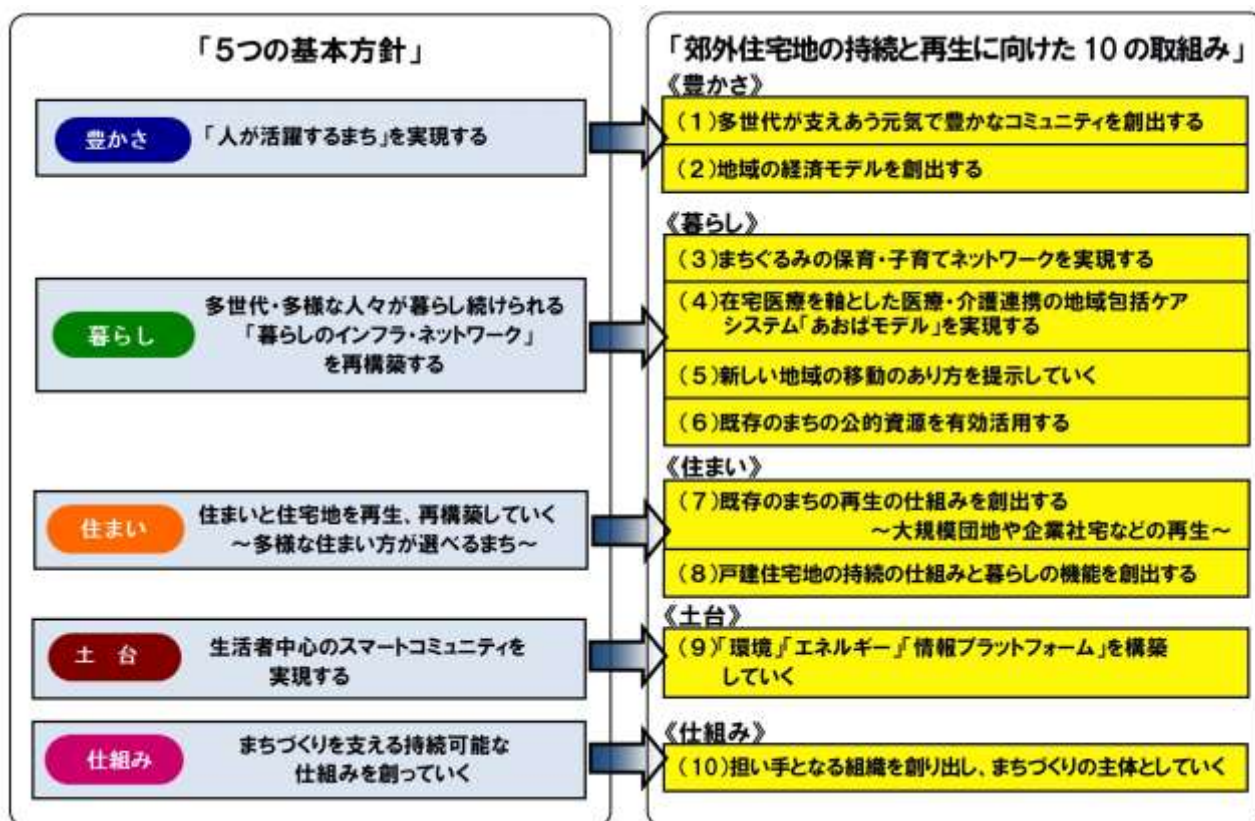 「5つの基本方針」
豊かさ
「人が活躍するまち」を実現する
暮らし
多世代・多様な人々が暮らし続けられる
「暮らしのインフラ・ネットワーク」
を再構築する
住まい
住まいと住宅地を再生、再構築していく
～多様な住まい方が選べるまち～
土 台
生活者中心のスマートコミュニティを
実現する
仕組み
まちづくりを支える持続可能な
仕組みを創っていく
「郊外住宅地の持続と再生に向けた 10 の取組み」
《豊かさ》
(1)多世代が支えあう元気で豊かなコミュニティを創出する
(2)地域の経済モデルを創出する
《暮らし》
(3)まちぐるみの保育・子育てネットワークを実現する
(4)在宅医療を軸とした医療・介護連携の地域包括ケア
システム「あおばモデル」を実現する
(5)新しい地域の移動のあり方を提示していく
(6)既存のまちの公的資源を有効活用する
《住まい》
(7)既存のまちの再生の仕組みを創出する
～大規模団地や企業社宅などの再生～
(8)戸建住宅地の持続の仕組みと暮らしの機能を創出する
《土台》
(9)「環境」「エネルギー」「情報プラットフォーム」を構築
していく
《仕組み》
(10)担い手となる組織を創り出し、まちづくりの主体としていく